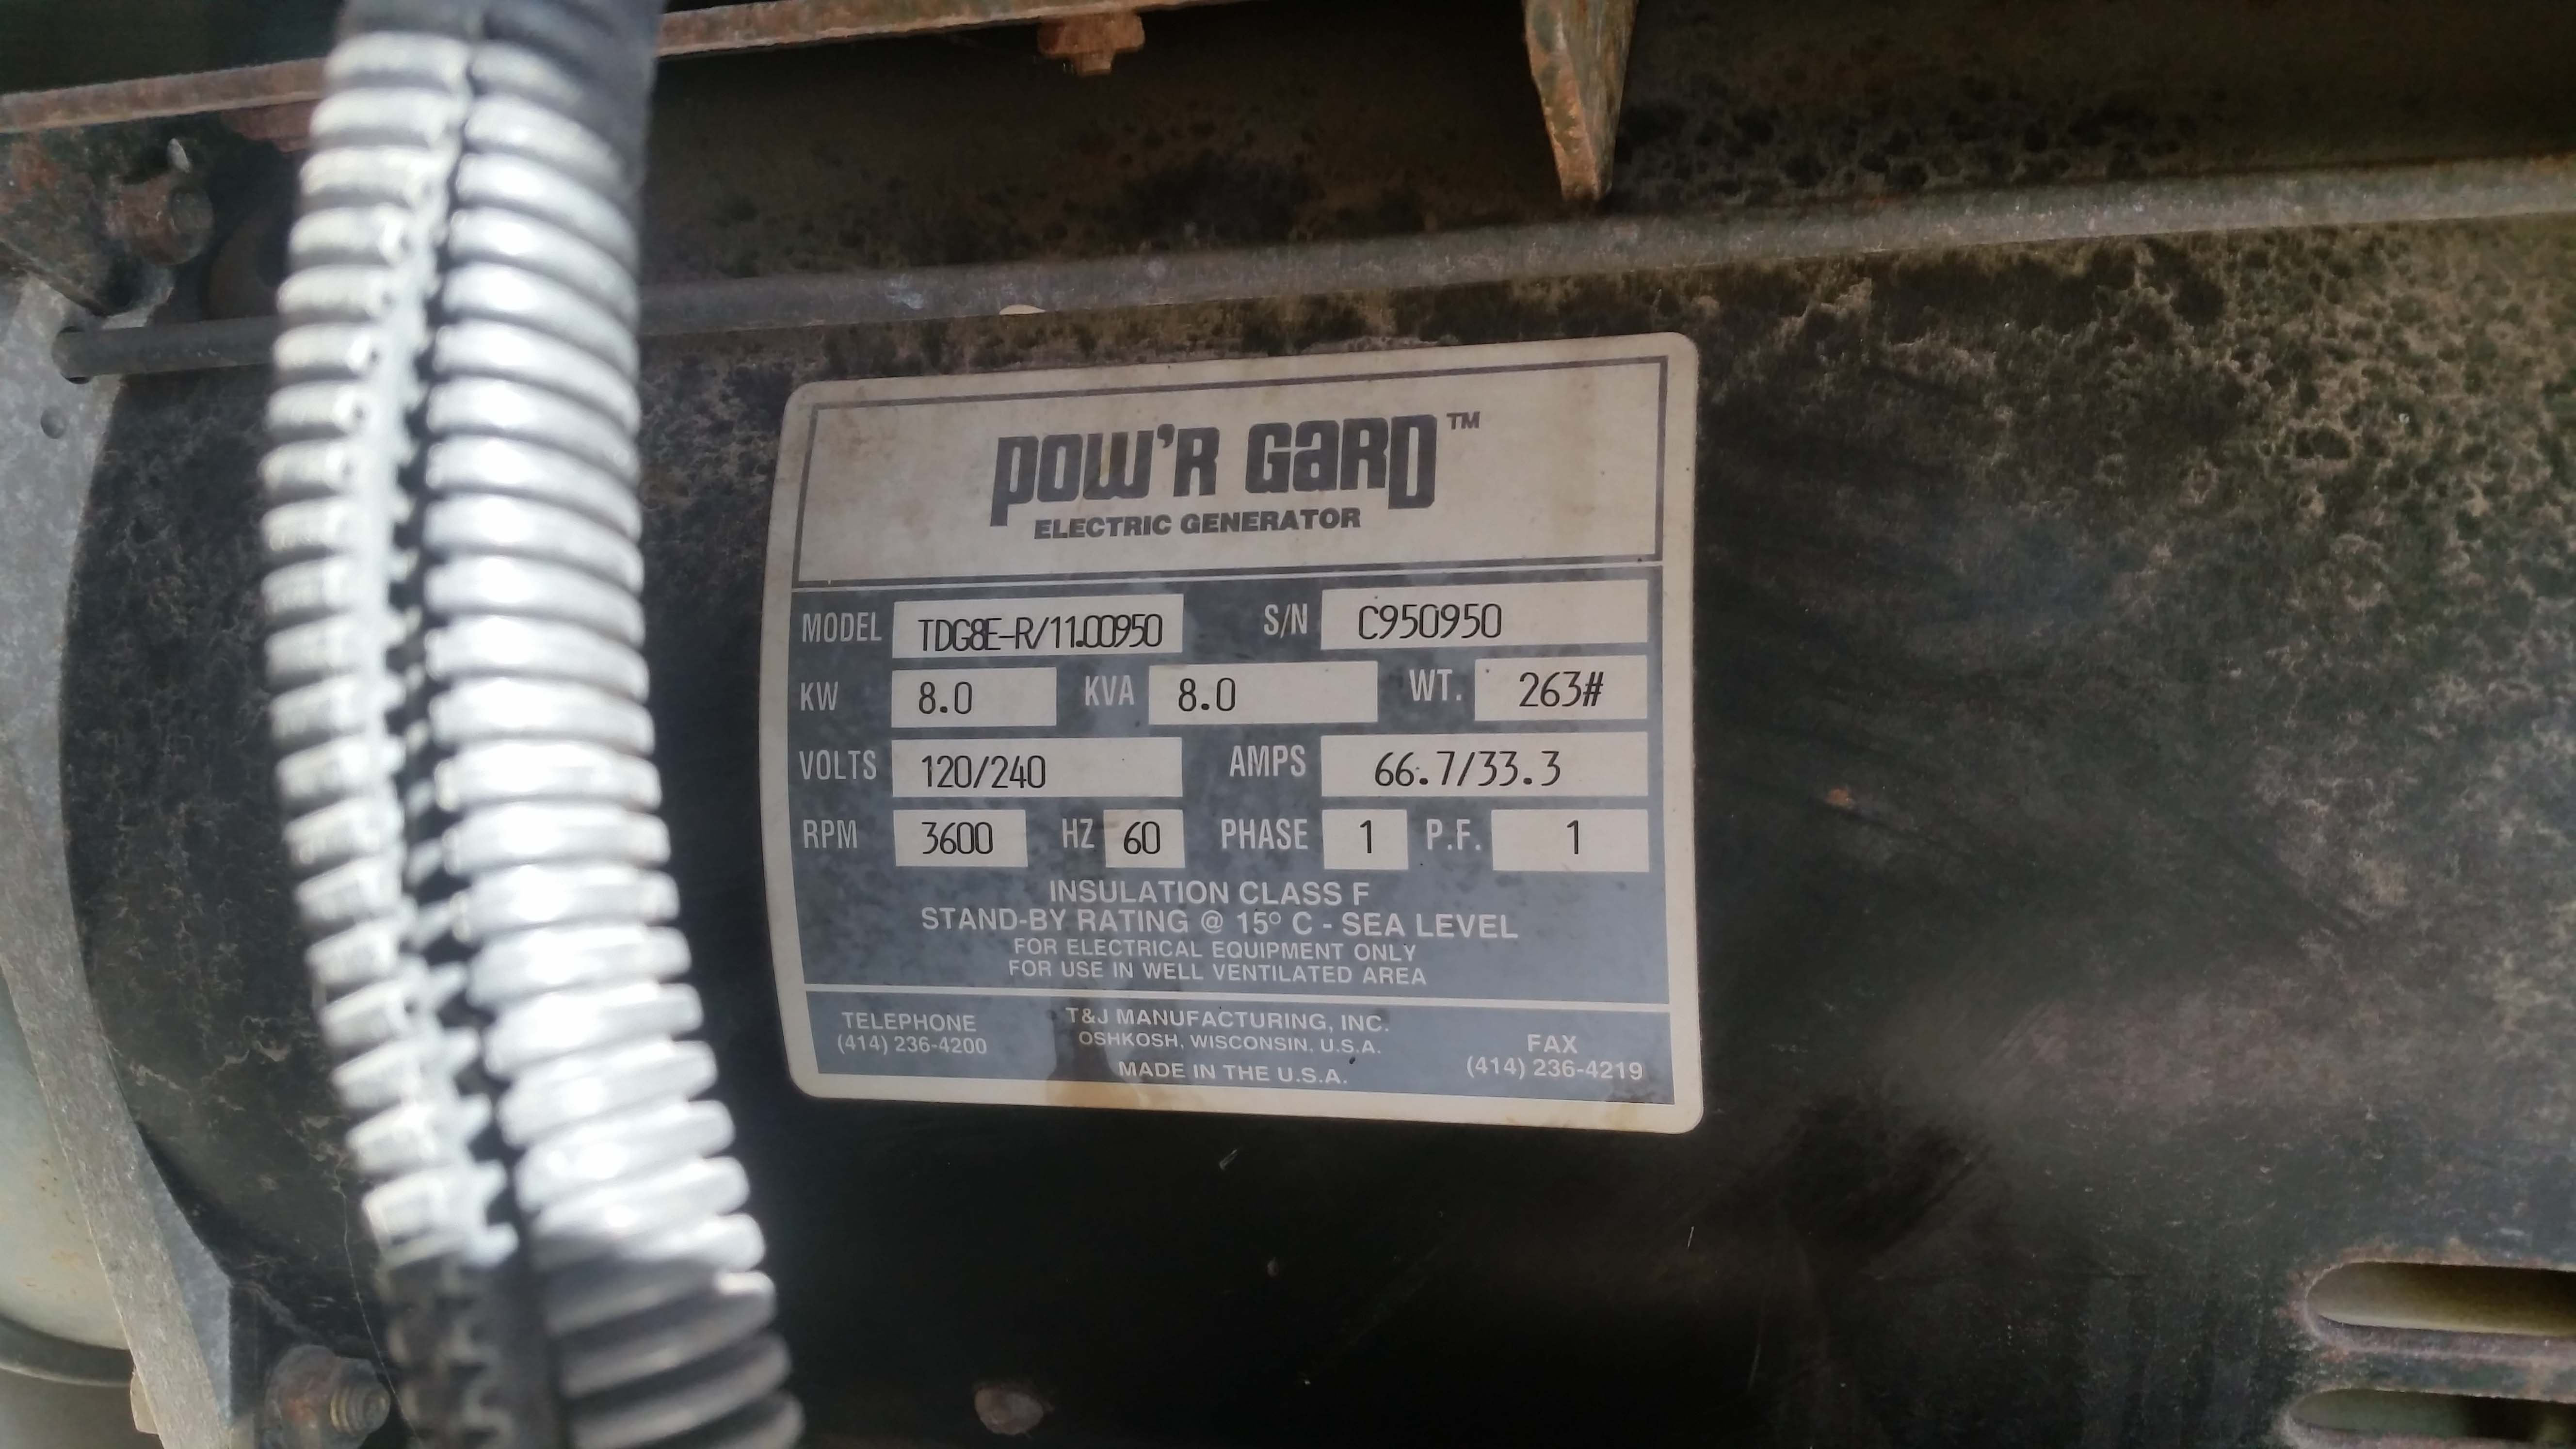 POW'R GARD™
ELECTRIC GENERATOR
MODEL TDG8E-R/11.00950 S/N C950950
KW 8.0 KVA 8.0 WT. 263#
VOLTS 120/240 AMPS 66.7/33.3
RPM 3600 HZ 60 PHASE 1 P.F. 1
INSULATION CLASS F
STAND-BY RATING @ 15° C - SEA LEVEL
FOR ELECTRICAL EQUIPMENT ONLY
FOR USE IN WELL VENTILATED AREA
TELEPHONE
(414) 236-4200
T&J MANUFACTURING, INC.
OSHKOSH, WISCONSIN, U.S.A.
MADE IN THE U.S.A.
FAX
(414) 236-4219